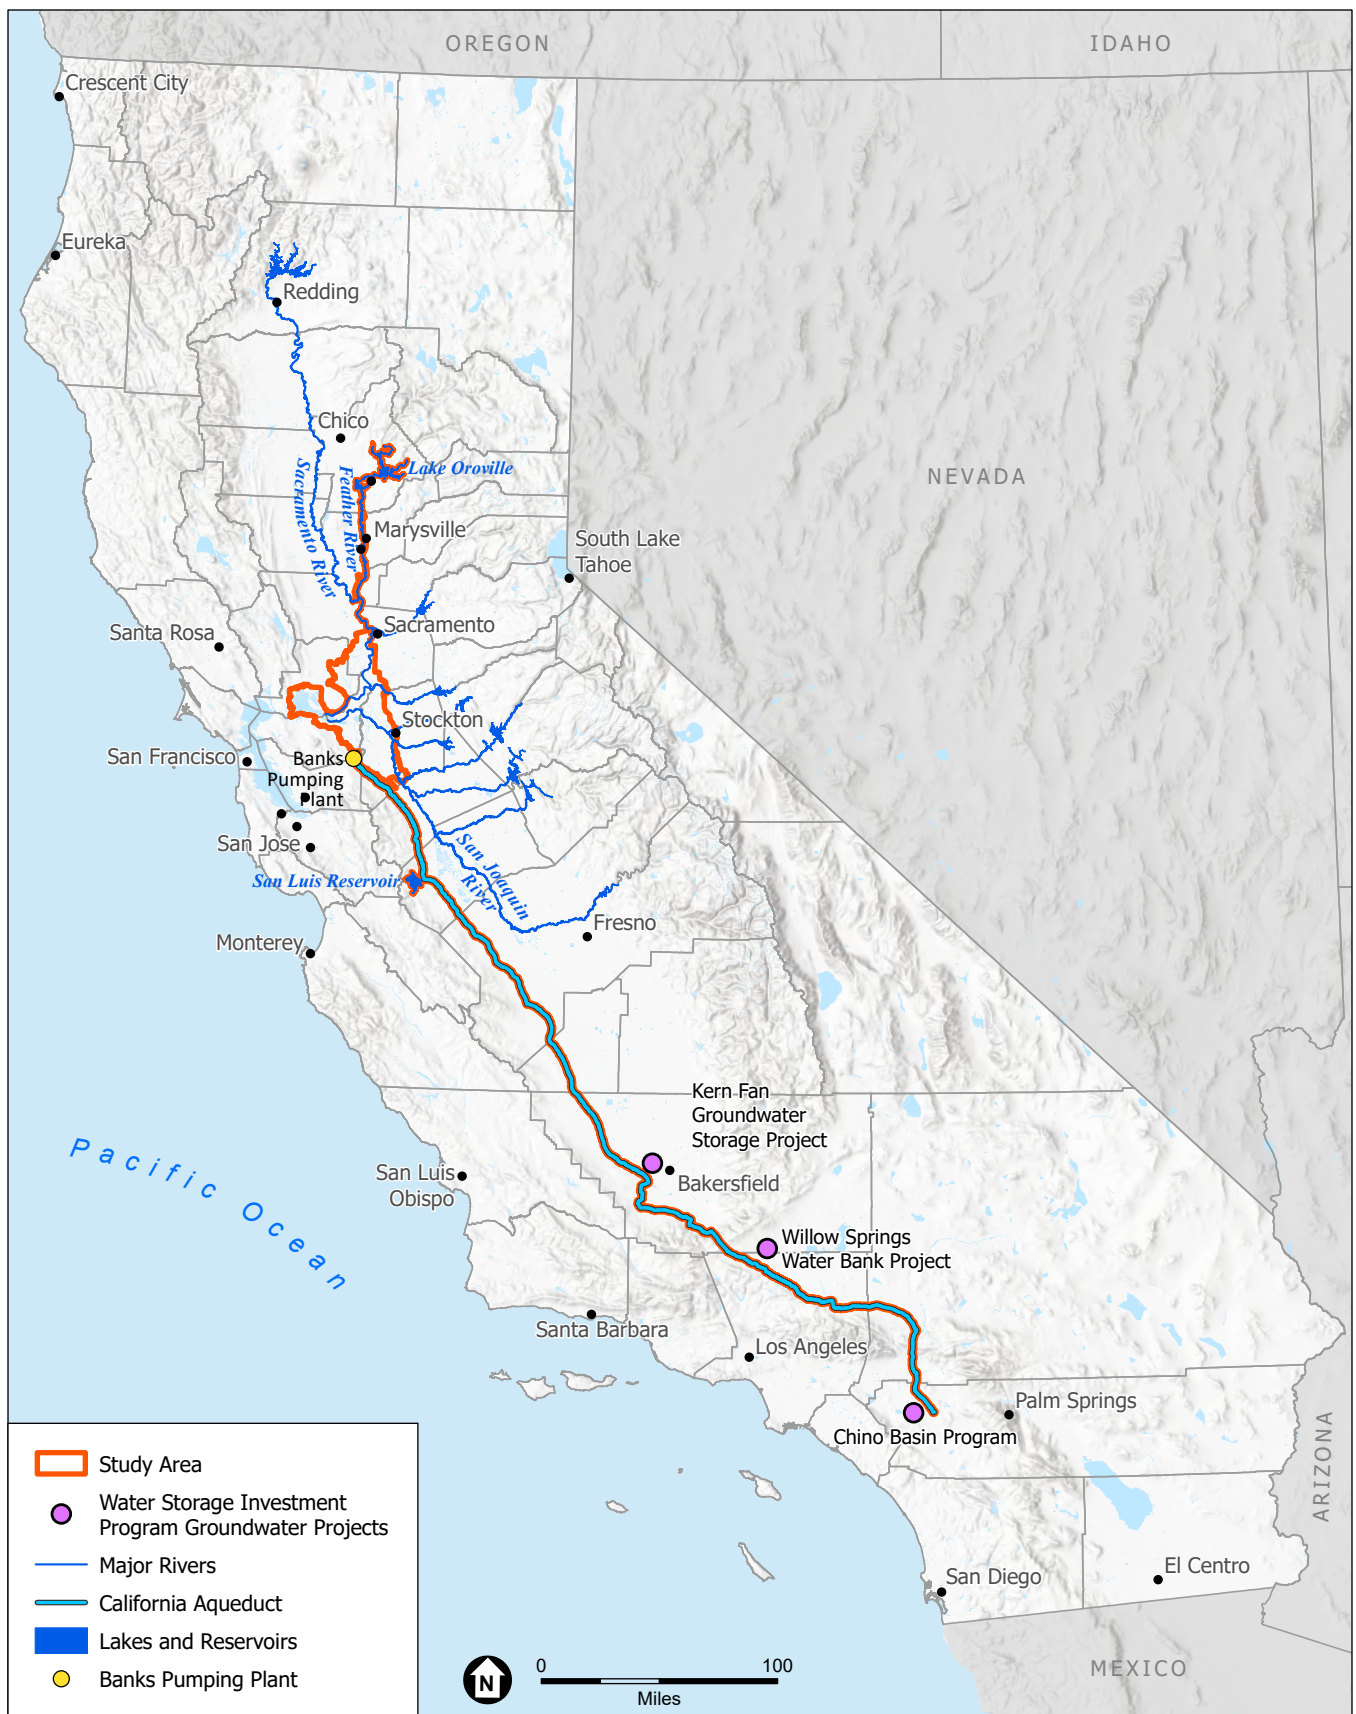 OREGON
IDAHO
Crescent City
Eureka
Redding
Chico
Lake Oroville
Sacramento River
Feather River
NEVADA
Marysville
South Lake
Tahoe
Santa Rosa
Sacramento
Stockton
San Francisco
Banks
Pumping
Plant
San Jose
San Joaquin
River
San Luis Reservoir
Fresno
Monterey
Kern Fan
Groundwater
Storage Project
Pacific Ocean
San Luis
Obispo
Bakersfield
Willow Springs
Water Bank Project
Santa Barbara
Los Angeles
Palm Springs
Chino Basin Program
ARIZONA
San Diego
El Centro
MEXICO
Study Area
Water Storage Investment
Program Groundwater Projects
Major Rivers
California Aqueduct
Lakes and Reservoirs
Banks Pumping Plant
N
0 100
Miles